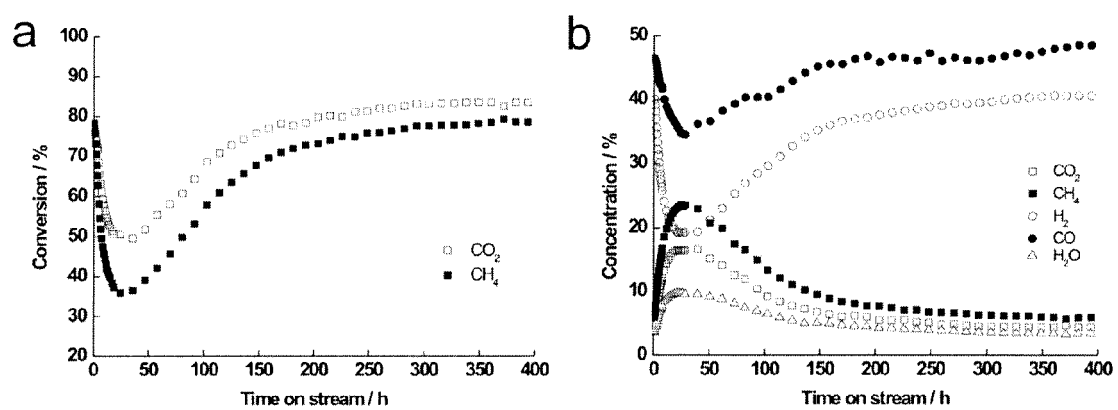 a
100
90
80
70
60
50
40
30
20
0 50 100 150 200 250 300 350 400
Conversion / %
Time on stream / h
CO₂
CH₄
b
50
40
30
20
10
0
0 50 100 150 200 250 300 350 400
Concentration / %
Time on stream / h
CO₂
CH₄
H₂
CO
H₂O